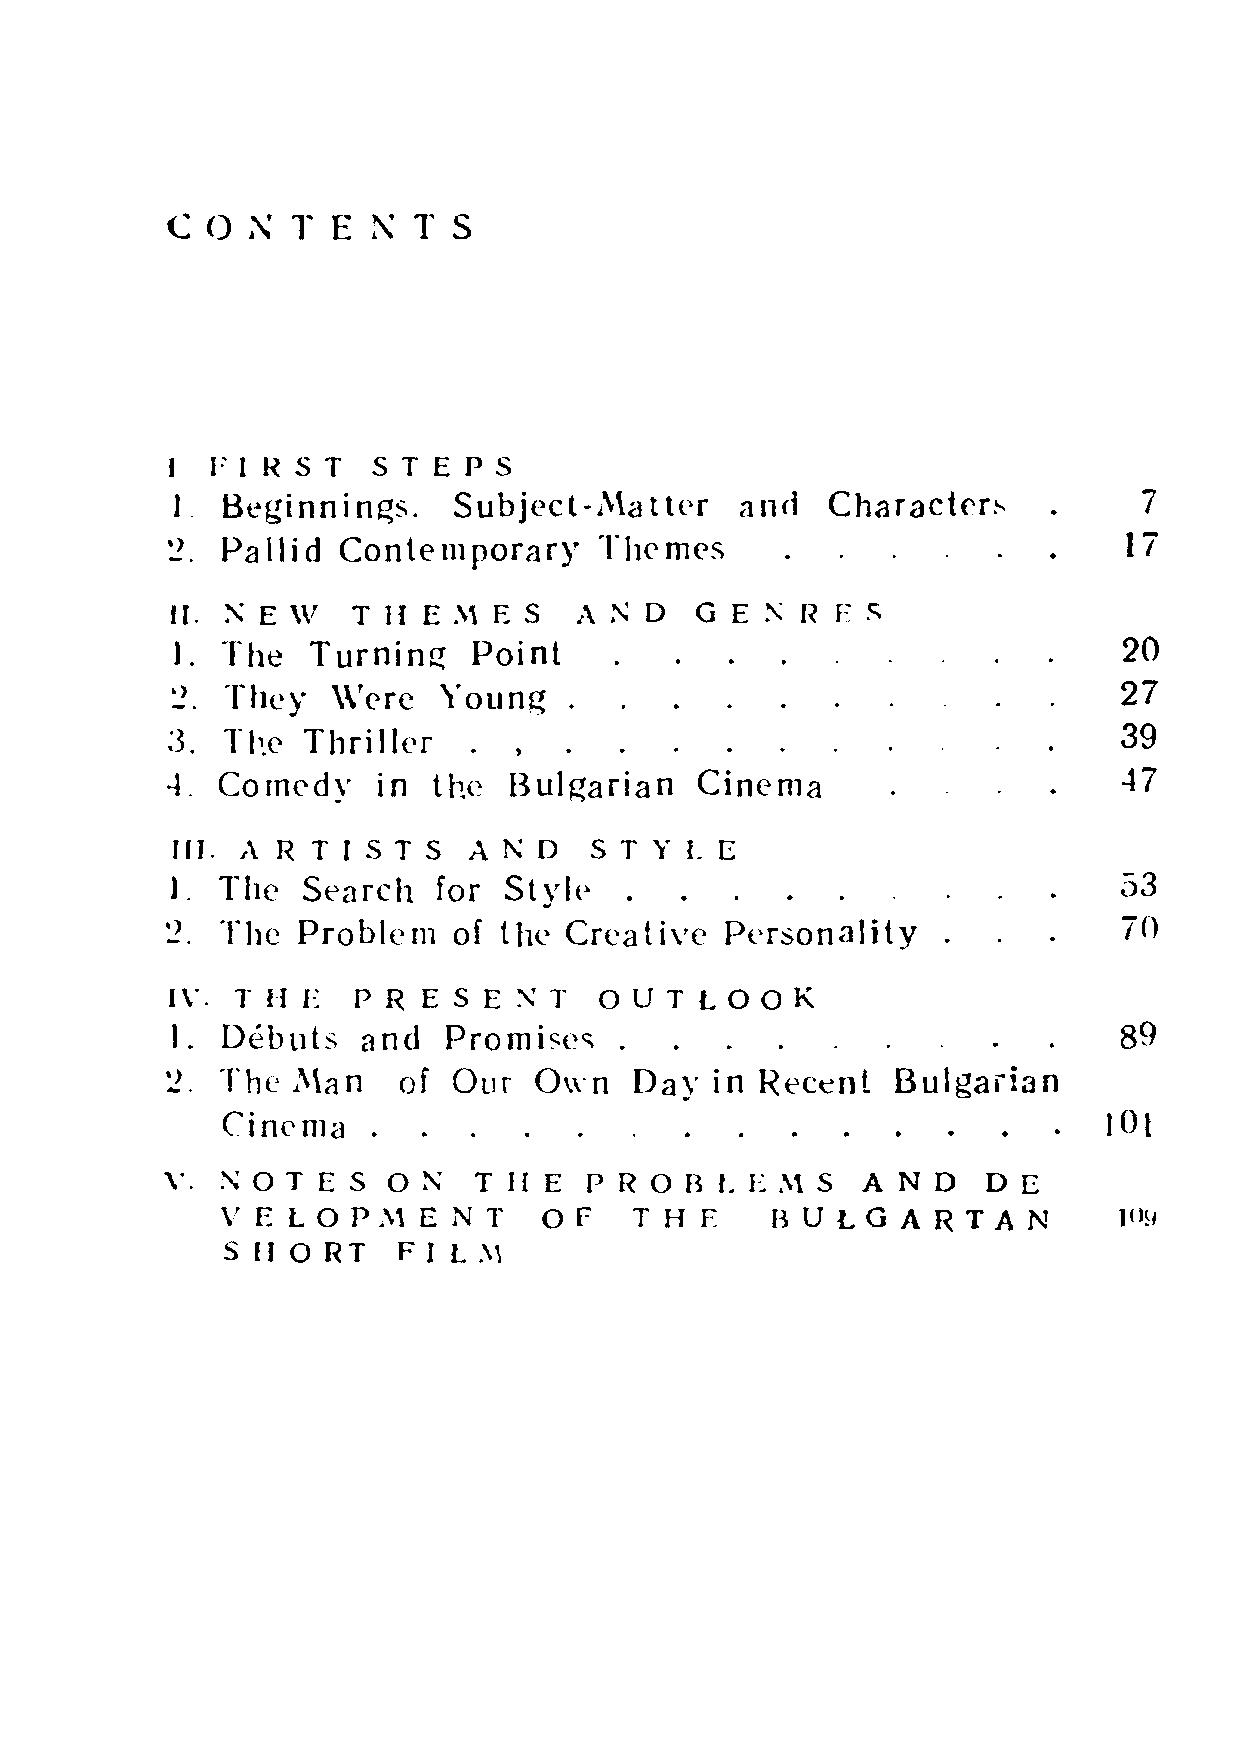 CONTENTS
I FIRST STEPS
1. Beginnings. Subject-Matter and Characters . 7
2. Pallid Contemporary Themes . . . . . . 17
II. NEW THEMES AND GENRES
1. The Turning Point . . . . . . . . . 20
2. They Were Young . . . . . . . . . . 27
3. The Thriller . , . . . . . . . . . . 39
4. Comedy in the Bulgarian Cinema . . . . 47
III. ARTISTS AND STYLE
1. The Search for Style . . . . . . . . . 53
2. The Problem of the Creative Personality . . . 70
IV. THE PRESENT OUTLOOK
1. Débuts and Promises . . . . . . . . . 89
2. The Man of Our Own Day in Recent Bulgarian
Cinema . . . . . . . . . . . . . . 101
V. NOTES ON THE PROBLEMS AND DE
VELOPMENT OF THE BULGARTAN 109
SHORT FILM